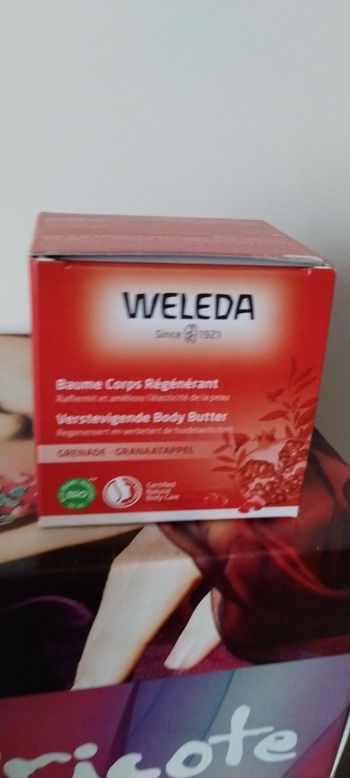 WELEDA
Since 1921
Baume Corps Régénérant
Raffermit et améliore l'élasticité de la peau
Verstevigende Body Butter
Regenereert en verbetert de huidelasticiteit
GRENADE - GRANAATAPPEL
BIO
Certified
Natural
Body Care
ricote